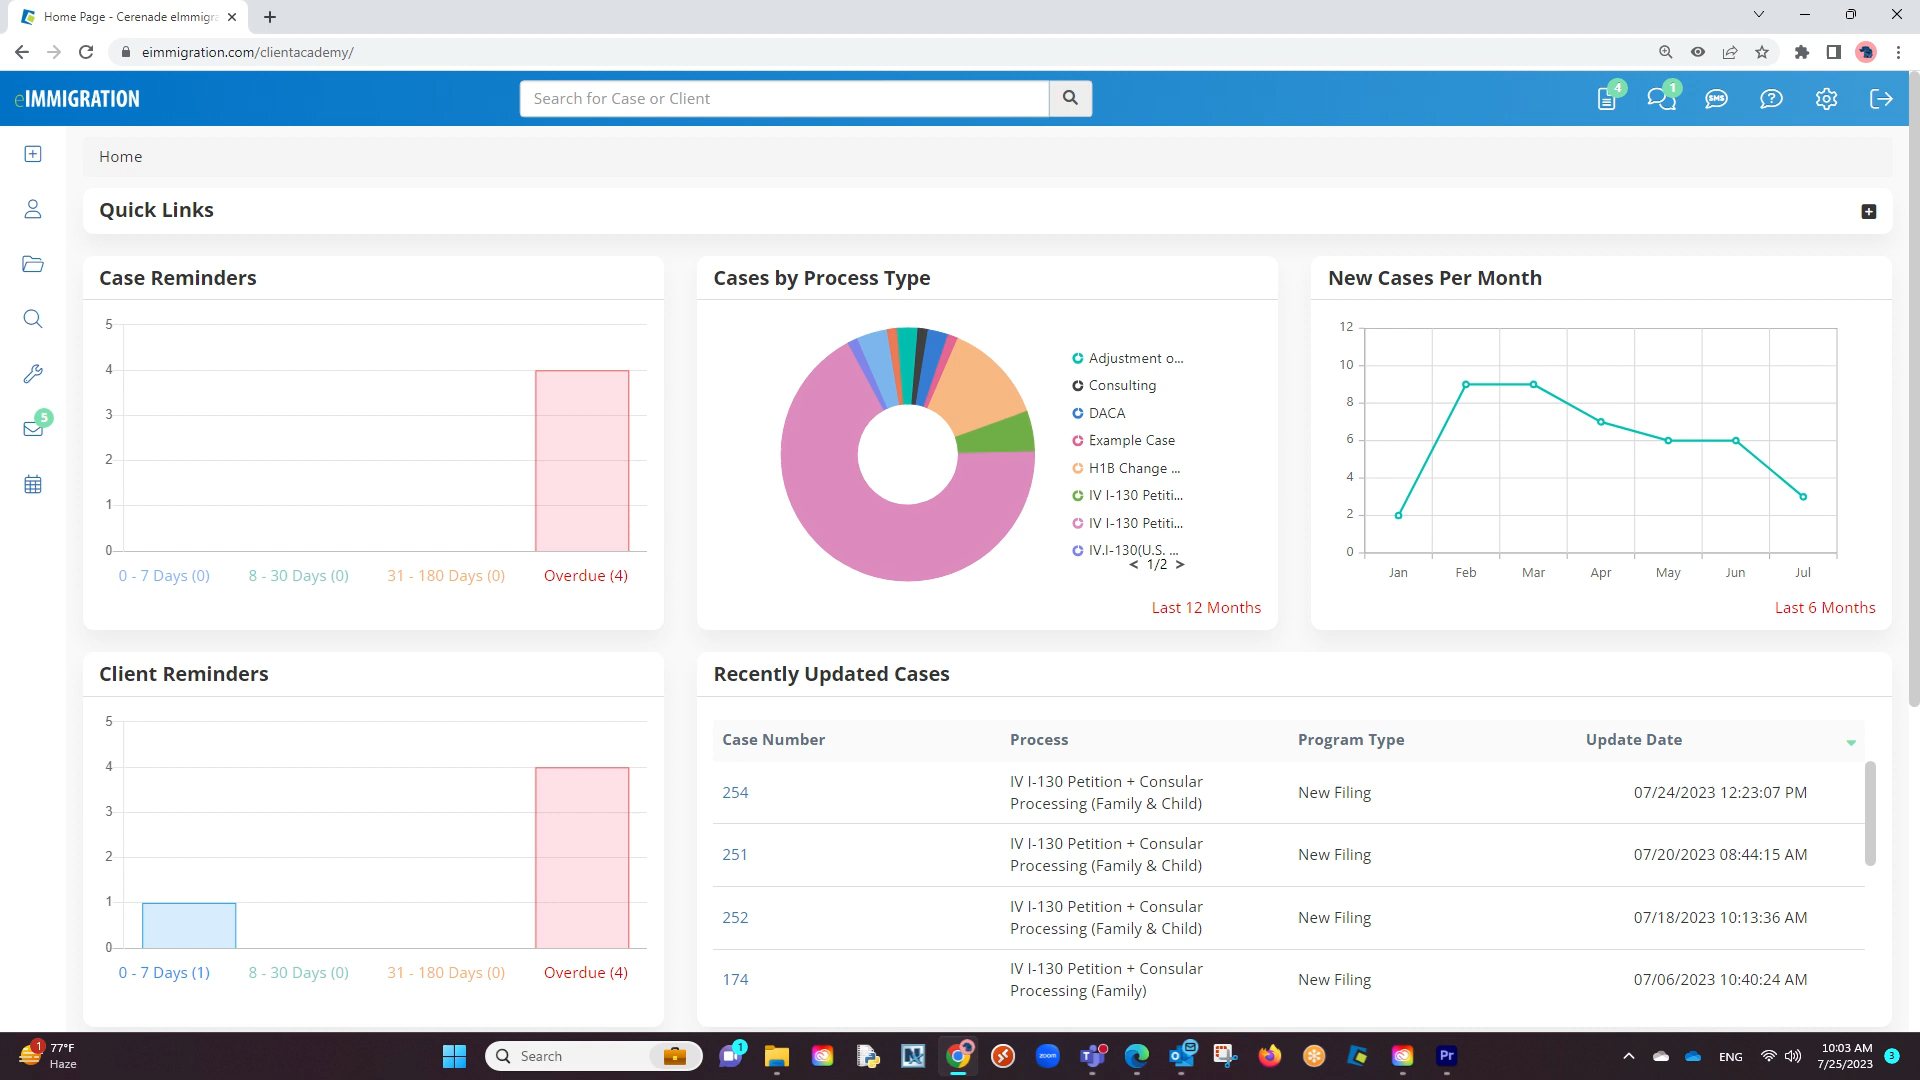 Home Page - Cerenade eImmigra
eimmigration.com/clientacademy/
eIMMIGRATION
Search for Case or Client
4
1
SMS
Home
Quick Links
Case Reminders
5
4
3
2
1
0
0 - 7 Days (0)
8 - 30 Days (0)
31 - 180 Days (0)
Overdue (4)
Cases by Process Type
Adjustment o...
Consulting
DACA
Example Case
H1B Change ...
IV I-130 Petiti...
IV I-130 Petiti...
IV.I-130(U.S. ...
< 1/2 >
Last 12 Months
New Cases Per Month
12
10
8
6
4
2
0
Jan Feb Mar Apr May Jun Jul
Last 6 Months
5
Client Reminders
5
4
3
2
1
0
0 - 7 Days (1)
8 - 30 Days (0)
31 - 180 Days (0)
Overdue (4)
Recently Updated Cases
Case Number Process Program Type Update Date
254 IV I-130 Petition + Consular New Filing 07/24/2023 12:23:07 PM
Processing (Family & Child)
251 IV I-130 Petition + Consular New Filing 07/20/2023 08:44:15 AM
Processing (Family & Child)
252 IV I-130 Petition + Consular New Filing 07/18/2023 10:13:36 AM
Processing (Family & Child)
174 IV I-130 Petition + Consular New Filing 07/06/2023 10:40:24 AM
Processing (Family)
1
77°F
Haze
Search
1
zoom
Pr
ENG
10:03 AM
7/25/2023
3